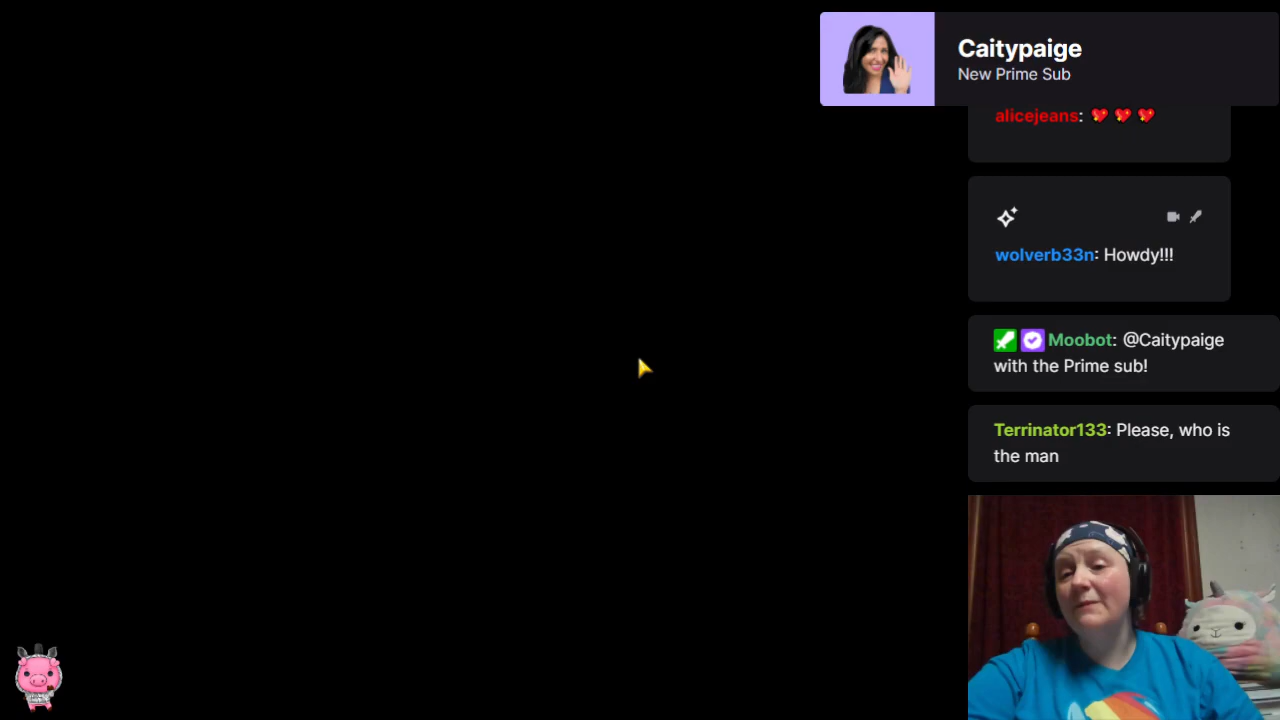 Caitypaige
New Prime Sub
alicejeans:
wolverb33n: Howdy!!!
Moobot: @Caitypaige
with the Prime sub!
Terrinator133: Please, who is
the man